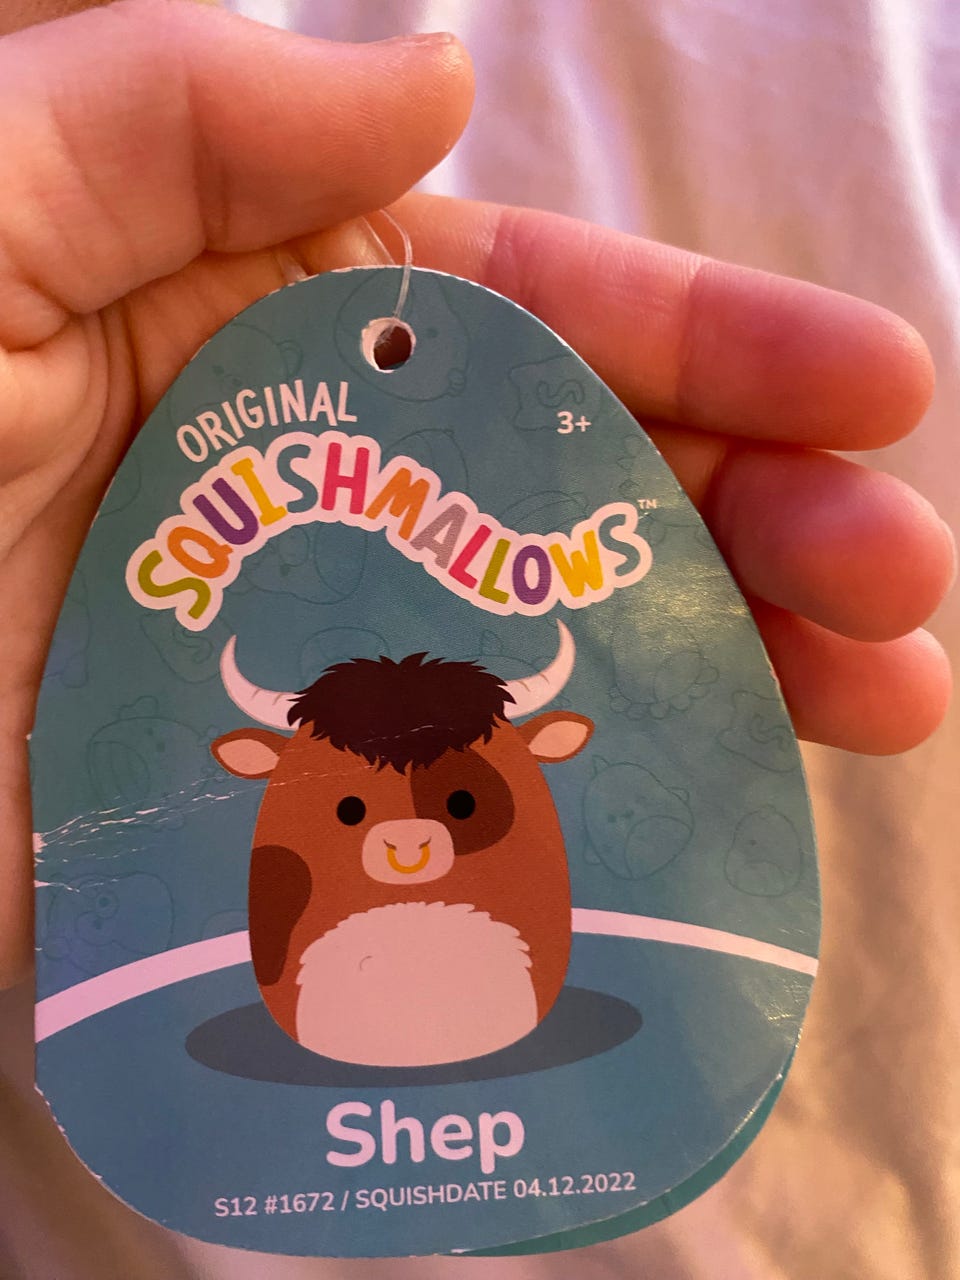 ORIGINAL
SQUISHMALLOWS™
3+
Shep
S12 #1672 / SQUISHDATE 04.12.2022